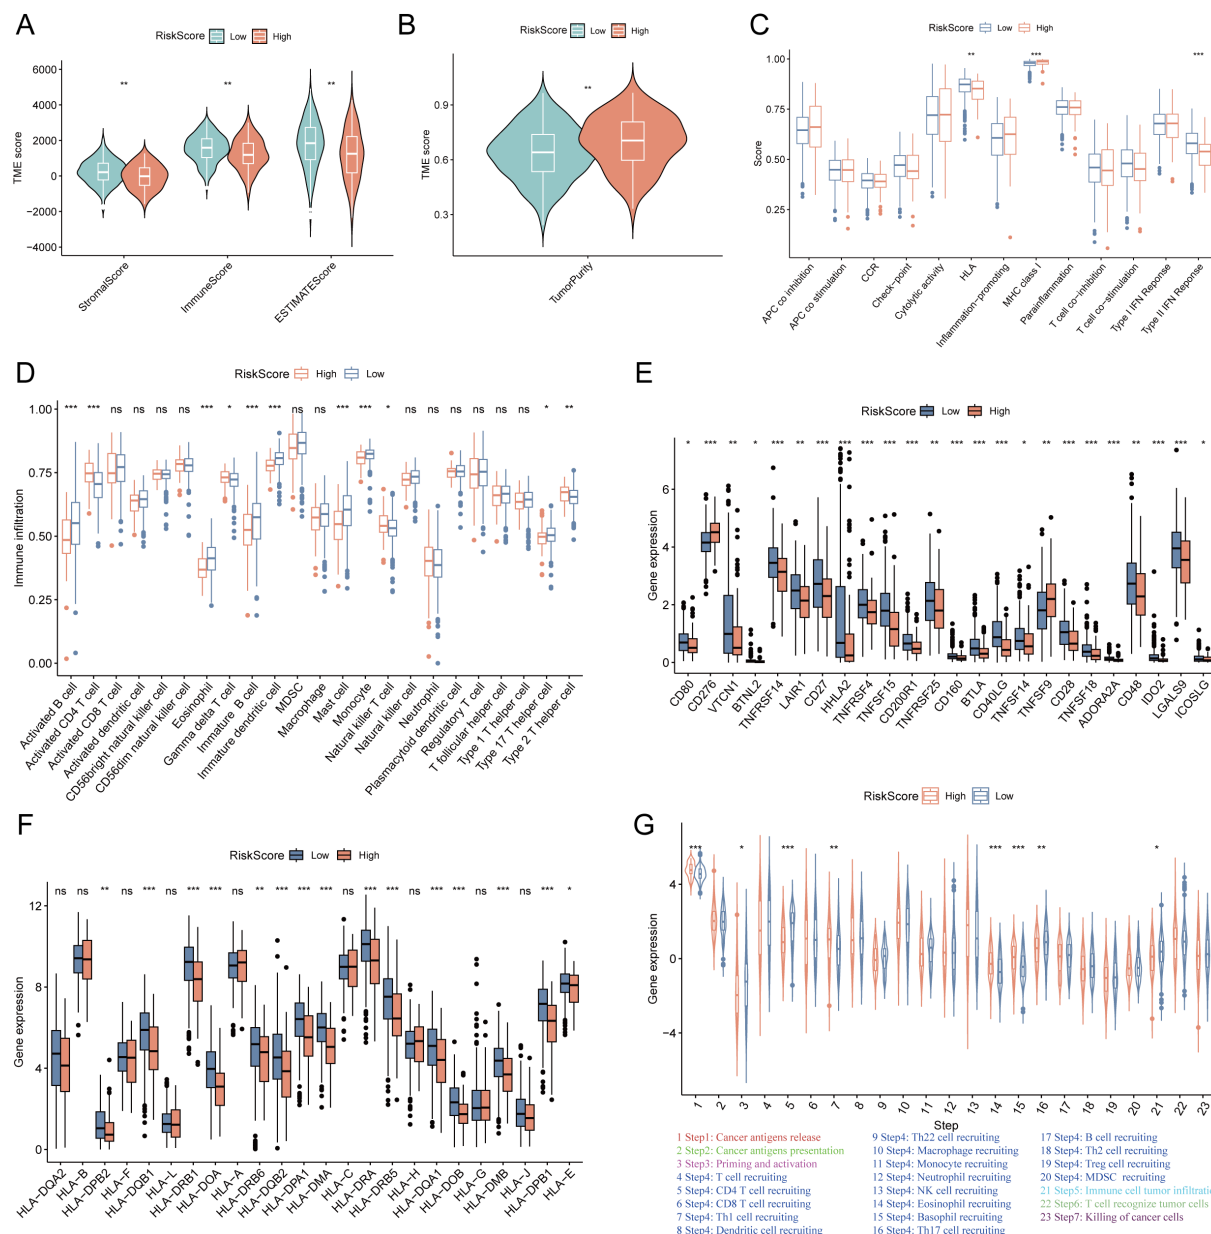 A
RiskScore Low High
TME score
6000
4000
2000
0
−2000
−4000
** ** **
StromalScore
ImmuneScore
ESTIMATEScore
B
RiskScore Low High
TME score
0.9
0.6
0.3
**
TumorPurity
C
RiskScore Low High
Score
1.00
0.75
0.50
0.25
** *** ***
APC co inhibition
APC co stimulation
CCR
Check−point
Cytolytic activity
HLA
Inflammation−promoting
MHC class I
Parainflammation
T cell co−inhibition
T cell co−stimulation
Type I IFN Reponse
Type II IFN Reponse
D
RiskScore High Low
Immune infiltration
1.00
0.75
0.50
0.25
0.00
*** *** ns ns ns ns *** * *** *** ns ns *** *** * ns ns ns ns ns ns * **
Activated B cell
Activated CD4 T cell
Activated CD8 T cell
Activated dendritic cell
CD56bright natural killer cell
CD56dim natural killer cell
Eosinophil
Gamma delta T cell
Immature B cell
Immature dendritic cell
MDSC
Macrophage
Mast cell
Monocyte
Natural killer T cell
Natural killer cell
Neutrophil
Plasmacytoid dendritic cell
Regulatory T cell
T follicular helper cell
Type 1 T helper cell
Type 17 T helper cell
Type 2 T helper cell
E
RiskScore Low High
Gene expression
6
4
2
0
* *** ** * *** ** *** *** *** *** *** ** *** *** *** * ** *** *** *** ** *** *** *
CD80
CD276
VTCN1
BTNL2
TNFRSF14
LAIR1
CD27
HHLA2
TNFRSF4
TNFSF15
CD200R1
TNFRSF25
CD160
BTLA
CD40LG
TNFSF14
TNFSF9
CD28
TNFSF18
ADORA2A
CD48
IDO2
LGALS9
ICOSLG
F
RiskScore Low High
Gene expression
12
8
4
0
ns ns ** ns *** ns *** *** ns ** *** *** *** ns *** *** ns *** *** ns *** ns *** *
HLA−DQA2
HLA−B
HLA−DPB2
HLA−F
HLA−DQB1
HLA−L
HLA−DRB1
HLA−DOA
HLA−A
HLA−DRB6
HLA−DQB2
HLA−DPA1
HLA−DMA
HLA−C
HLA−DRA
HLA−DRB5
HLA−H
HLA−DQA1
HLA−DOB
HLA−G
HLA−DMB
HLA−J
HLA−DPB1
HLA−E
G
RiskScore High Low
Gene expression
4
0
−4
*** * *** ** *** *** ** *
1 2 3 4 5 6 7 8 9 10 11 12 13 14 15 16 17 18 19 20 21 22 23
Step
1 Step1: Cancer antigens release
2 Step2: Cancer antigens presentation
3 Step3: Priming and activation
4 Step4: T cell recruiting
5 Step4: CD4 T cell recruiting
6 Step4: CD8 T cell recruiting
7 Step4: Th1 cell recruiting
8 Step4: Dendritic cell recruiting
9 Step4: Th22 cell recruiting
10 Step4: Macrophage recruiting
11 Step4: Monocyte recruiting
12 Step4: Neutrophil recruiting
13 Step4: NK cell recruiting
14 Step4: Eosinophil recruiting
15 Step4: Basophil recruiting
16 Step4: Th17 cell recruiting
17 Step4: B cell recruiting
18 Step4: Th2 cell recruiting
19 Step4: Treg cell recruiting
20 Step4: MDSC recruiting
21 Step5: Immune cell tumor infiltratio
22 Step6: T cell recognize tumor cells
23 Step7: Killing of cancer cells